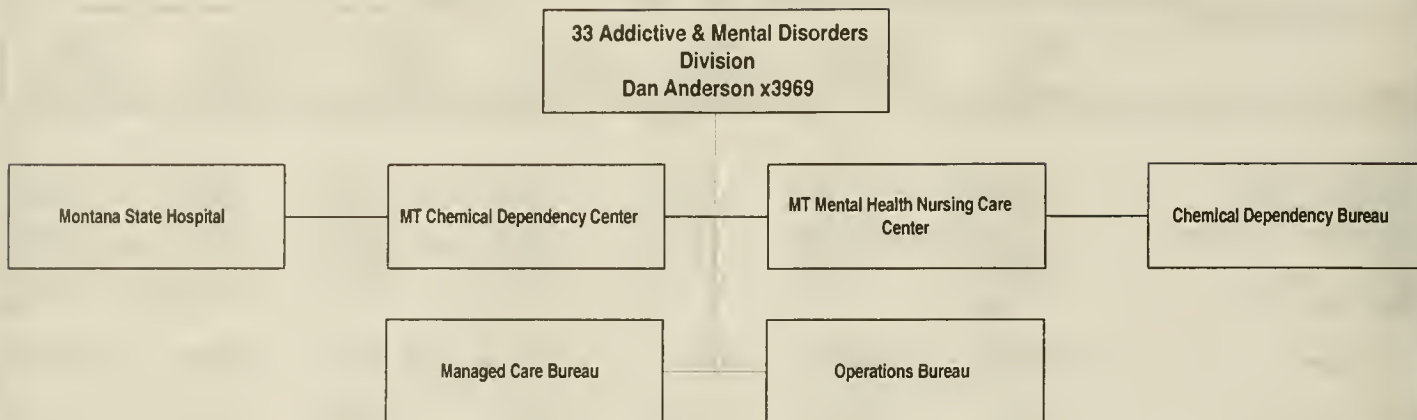 33 Addictive & Mental Disorders
Division
Dan Anderson x3969
Montana State Hospital
MT Chemical Dependency Center
MT Mental Health Nursing Care
Center
Chemical Dependency Bureau
Managed Care Bureau
Operations Bureau